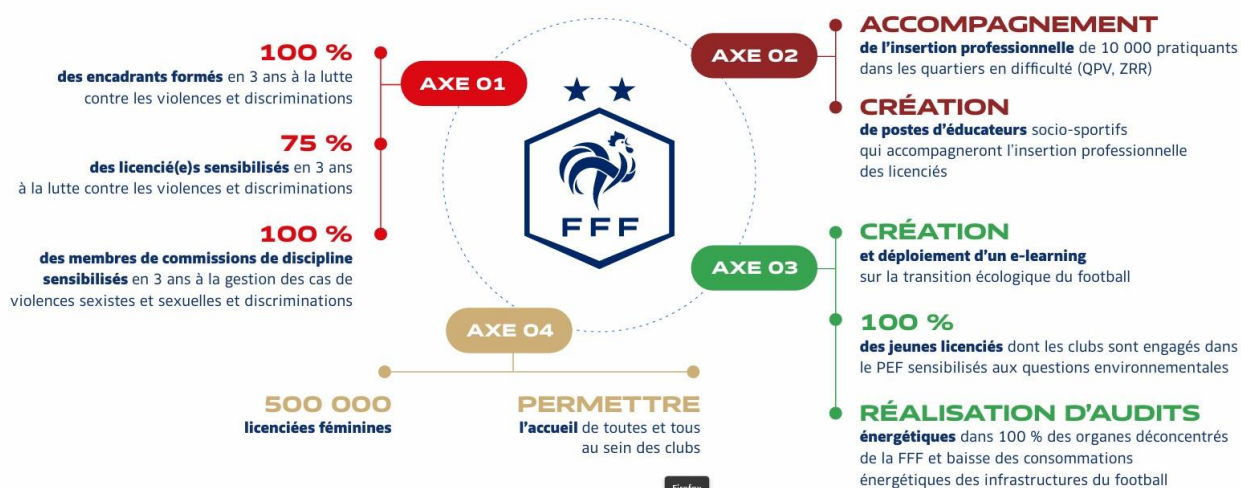 AXE 01
100 %
des encadrants formés en 3 ans à la lutte
contre les violences et discriminations
75 %
des licencié(e)s sensibilisés en 3 ans
à la lutte contre les violences et discriminations
100 %
des membres de commissions de discipline
sensibilisés en 3 ans à la gestion des cas de
violences sexistes et sexuelles et discriminations
FFF
AXE 02
ACCOMPAGNEMENT
de l'insertion professionnelle de 10 000 pratiquants
dans les quartiers en difficulté (QPV, ZRR)
CRÉATION
de postes d'éducateurs socio-sportifs
qui accompagneront l'insertion professionnelle
des licenciés
AXE 03
CRÉATION
et déploiement d'un e-learning
sur la transition écologique du football
100 %
des jeunes licenciés dont les clubs sont engagés dans
le PEF sensibilisés aux questions environnementales
RÉALISATION D'AUDITS
énergétiques dans 100 % des organes déconcentrés
de la FFF et baisse des consommations
énergétiques des infrastructures du football
AXE 04
500 000
licenciées féminines
PERMETTRE
l'accueil de toutes et tous
au sein des clubs
Firefox